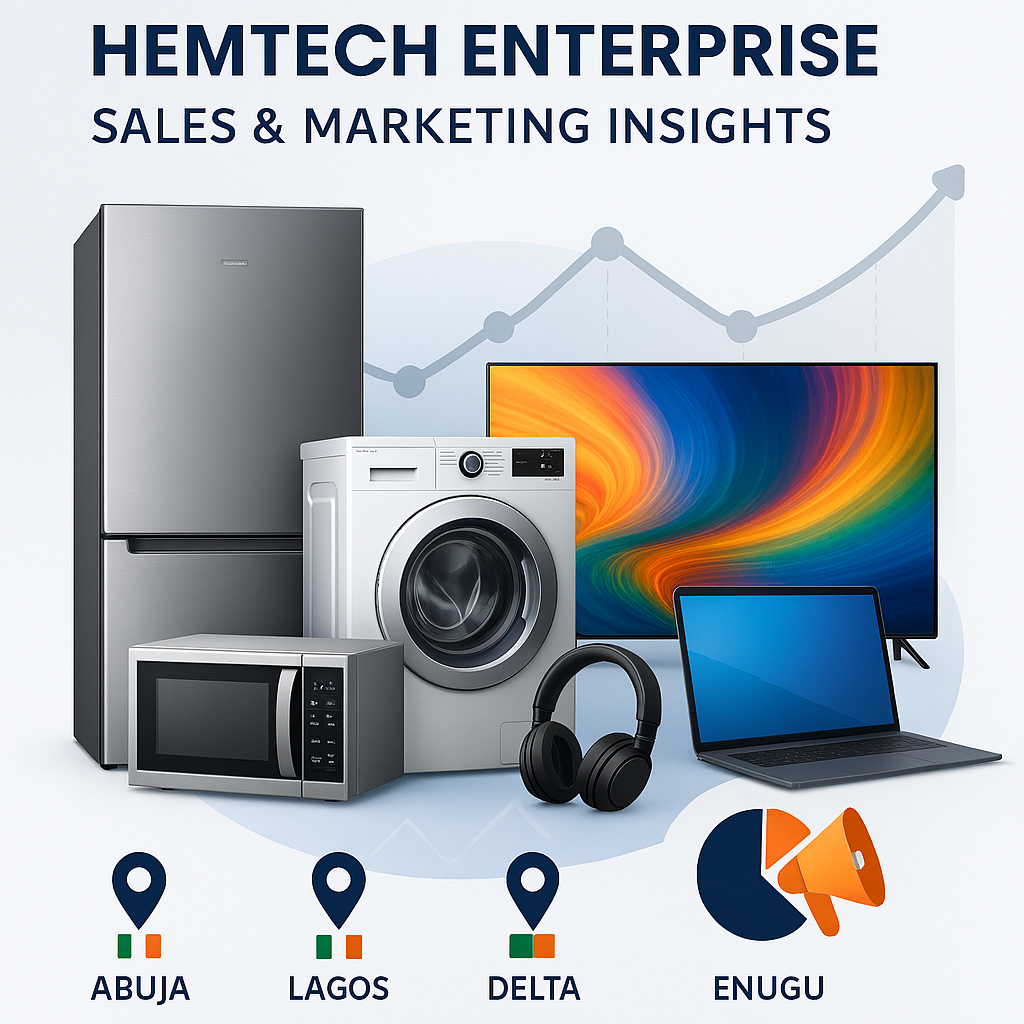 HEMTECH ENTERPRISE
SALES & MARKETING INSIGHTS
ABUJA
LAGOS
DELTA
ENUGU